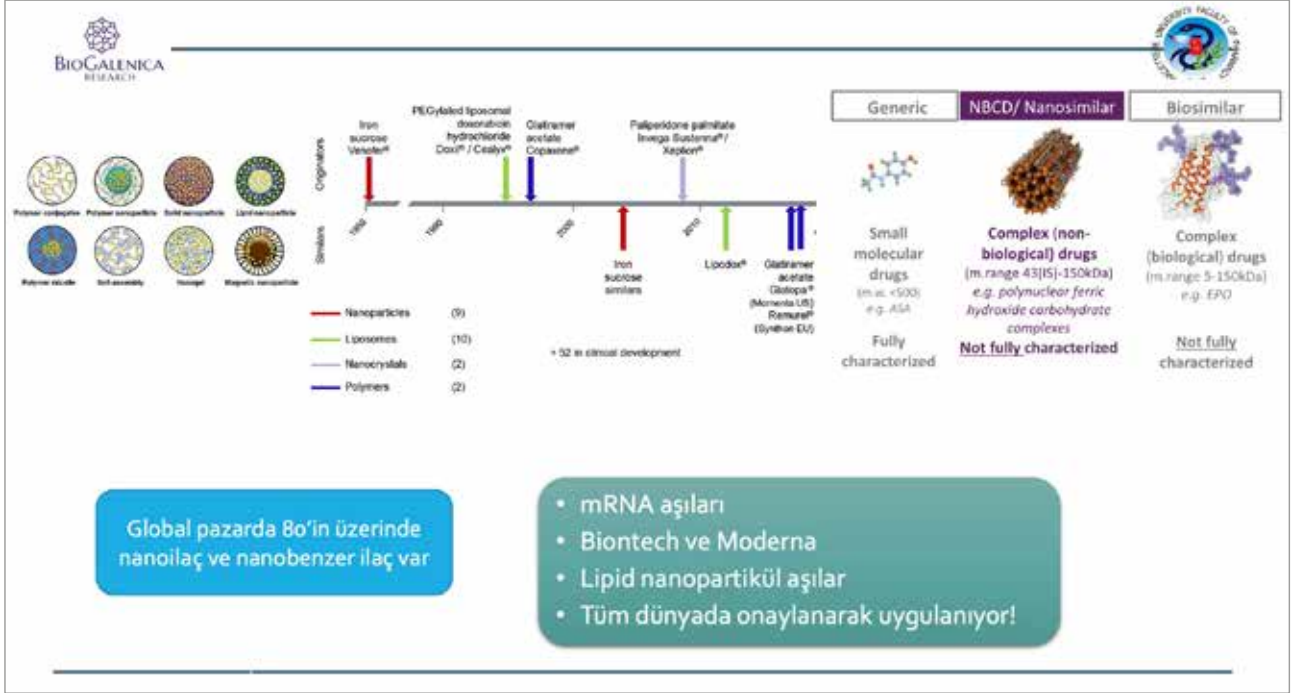 BIOGALENICA
RESEARCH
UNIVERSITY FACULTY OF
Polymer conjugative
Polymer nanoparticle
Solid nanoparticle
Lipid nanoparticle
Polymer micelle
Self-assembly
Nanogel
Magnetic nanoparticle
Originators
Similars
Iron
sucrose
Venofer®
PEGylated liposomal
doxorubicin
hydrochloride
Doxil® / Caelyx®
Glatiramer
acetate
Copaxone®
Paliperidone palmitate
Invega Sustenna® /
Xeplion®
1950
1990
2000
2010
Iron
sucrose
similars
Lipodox®
Glatiramer
acetate
Glatopa®
(Momenta US)
Remurel®
(Synthon EU)
Nanoparticles (9)
Liposomes (10)
Nanocrystals (2)
Polymers (2)
+ 52 in clinical development
Generic
Small
molecular
drugs
(m.w. <500)
e.g. ASA
Fully
characterized
NBCD/ Nanosimilar
Complex (non-
biological) drugs
(m.range 43[IS]-150kDa)
e.g. polynuclear ferric
hydroxide carbohydrate
complexes
Not fully characterized
Biosimilar
Complex
(biological) drugs
(m.range 5-150kDa)
e.g. EPO
Not fully
characterized
Global pazarda 80’in üzerinde
nanoilaç ve nanobenzer ilaç var
• mRNA aşıları
• Biontech ve Moderna
• Lipid nanopartikül aşılar
• Tüm dünyada onaylanarak uygulanıyor!